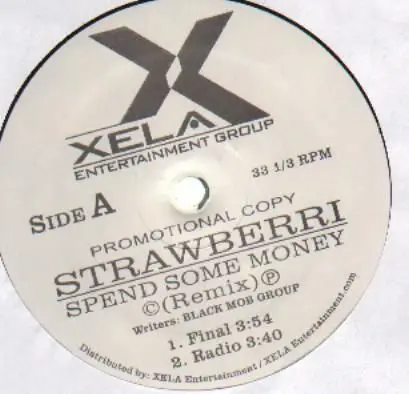 X
XELA
ENTERTAINMENT GROUP
33 1/3 RPM
SIDE A
PROMOTIONAL COPY
STRAWBERRI
SPEND SOME MONEY
©(Remix)℗
Writers: BLACK MOB GROUP
1. Final 3:54
2. Radio 3:40
Distributed by: XELA Entertainment / XELA Entertainment.com